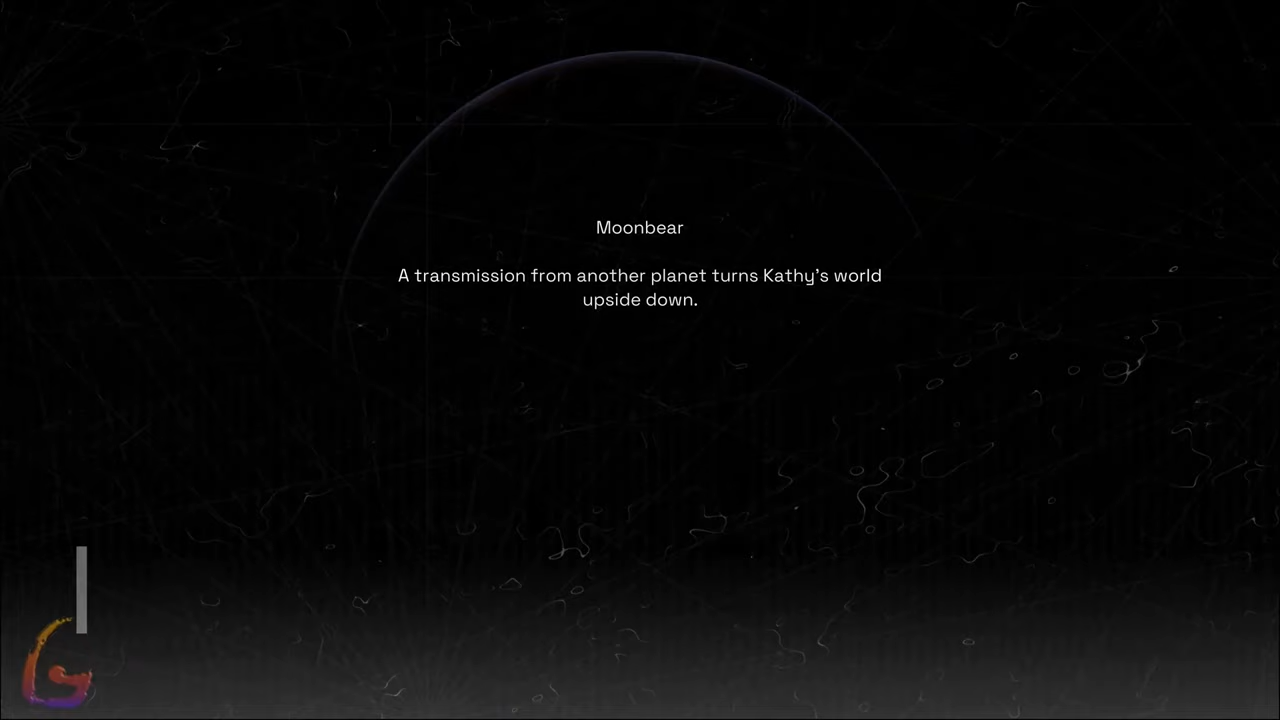 Moonbear
A transmission from another planet turns Kathy's world
upside down.